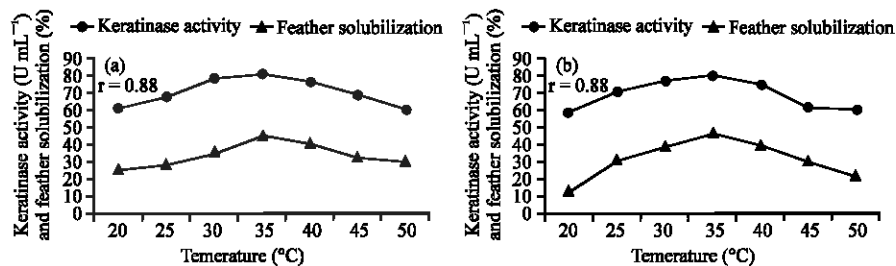 Keratinase activity Feather solubilization
Keratinase activity (U mL⁻¹)
and feather solubilization (%)
(a)
r = 0.88
90
80
70
60
50
40
30
20
10
0
20 25 30 35 40 45 50
Temerature (°C)
Keratinase activity Feather solubilization
Keratinase activity (U mL⁻¹)
and feather solubilization (%)
(b)
r = 0.88
90
80
70
60
50
40
30
20
10
0
20 25 30 35 40 45 50
Temerature (°C)